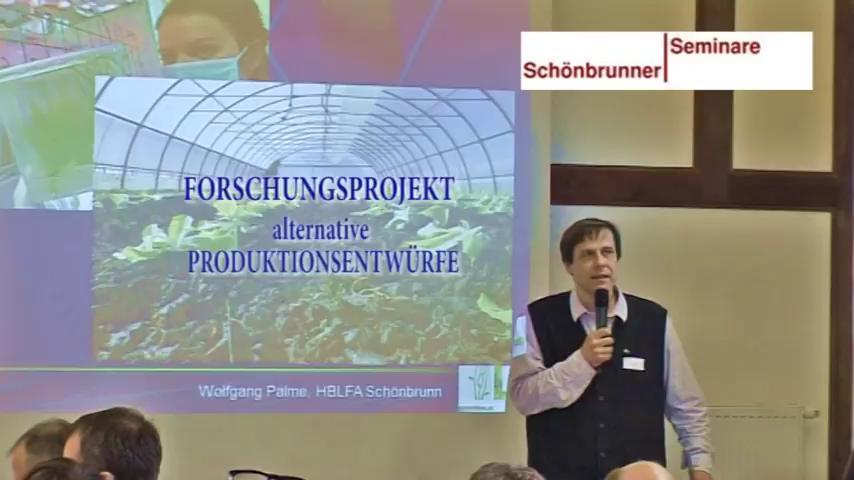 Schönbrunner Seminare
FORSCHUNGSPROJEKT
alternative
PRODUKTIONSENTWÜRFE
Wolfgang Palme, HBLFA Schönbrunn